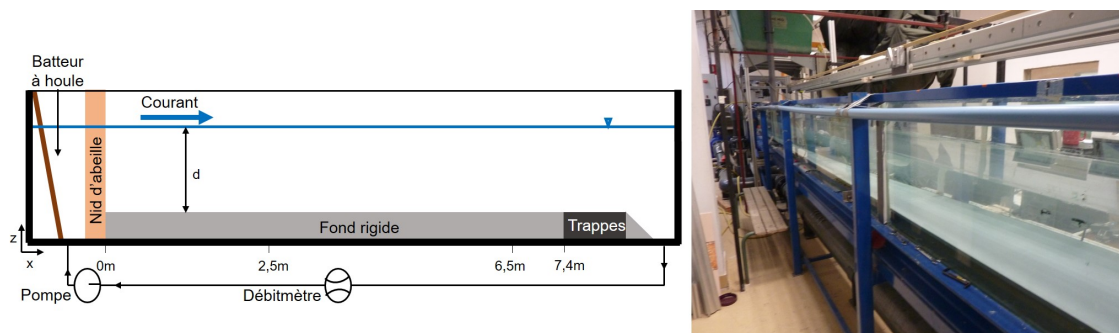 Batteur
à houle
Courant
Nid d'abeille
d
Fond rigide
Trappes
z
x
0m
2,5m
6,5m
7,4m
Pompe
Débitmètre